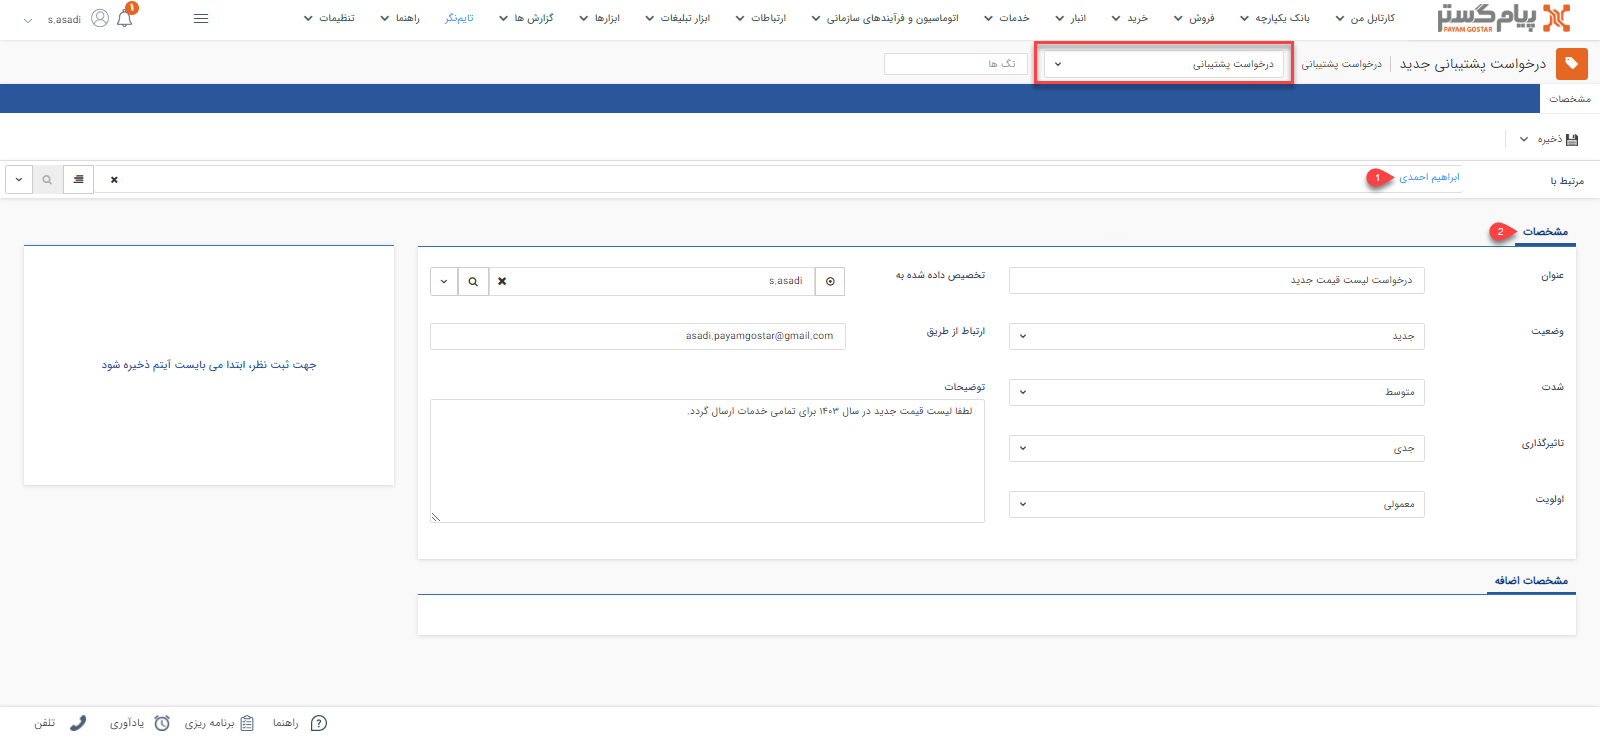 پیام گستر
PAYAM GOSTAR
کارتابل من
بانک یکپارچه
فروش
خرید
انبار
خدمات
اتوماسیون و فرآیندهای سازمانی
ارتباطات
ابزار تبلیغات
ابزارها
گزارش ها
تایم‌نگر
راهنما
تنظیمات
۱
s.asadi
درخواست پشتیبانی جدید
درخواست پشتیبانی
درخواست پشتیبانی
تگ ها
مشخصات
ذخیره
مرتبط با
ابراهیم احمدی
1
مشخصات
2
عنوان
درخواست لیست قیمت جدید
تخصیص داده شده به
s.asadi
وضعیت
جدید
ارتباط از طریق
asadi.payamgostar@gmail.com
شدت
متوسط
توضیحات
لطفا لیست قیمت جدید در سال ۱۴۰۳ برای تمامی خدمات ارسال گردد.
تاثیرگذاری
جدی
اولویت
معمولی
جهت ثبت نظر، ابتدا می بایست آیتم ذخیره شود
مشخصات اضافه
راهنما
برنامه ریزی
یادآوری
تلفن